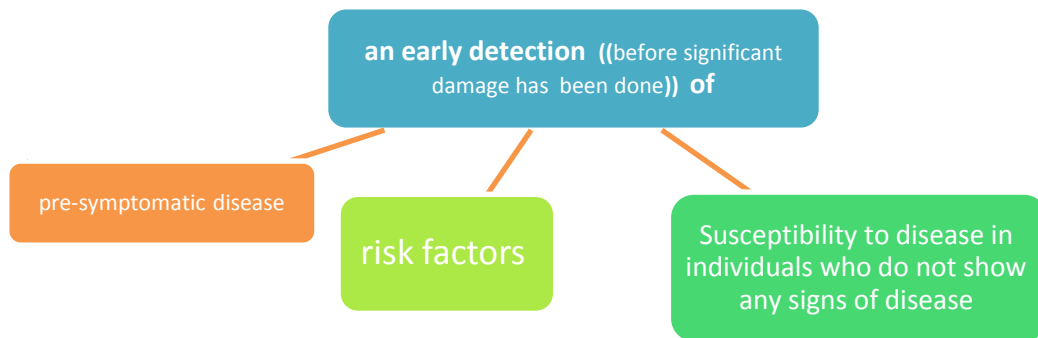 an early detection ((before significant
damage has been done)) of
pre-symptomatic disease
risk factors
Susceptibility to disease in
individuals who do not show
any signs of disease